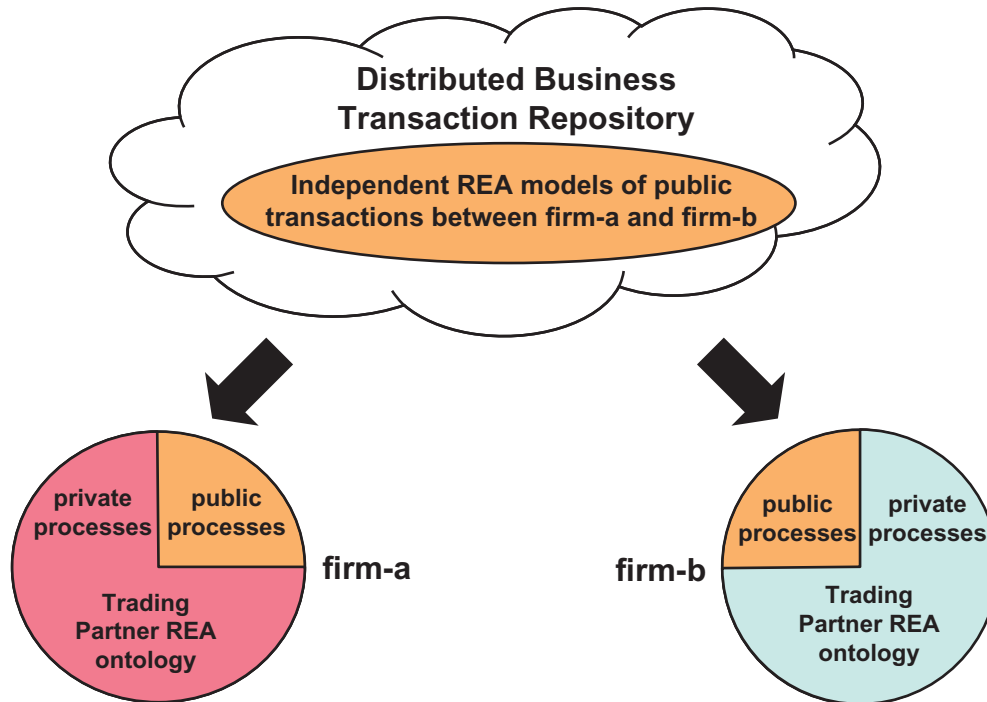 Distributed Business
Transaction Repository
Independent REA models of public
transactions between firm-a and firm-b
private
processes
public
processes
firm-a
Trading
Partner REA
ontology
firm-b
public
processes
private
processes
Trading
Partner REA
ontology